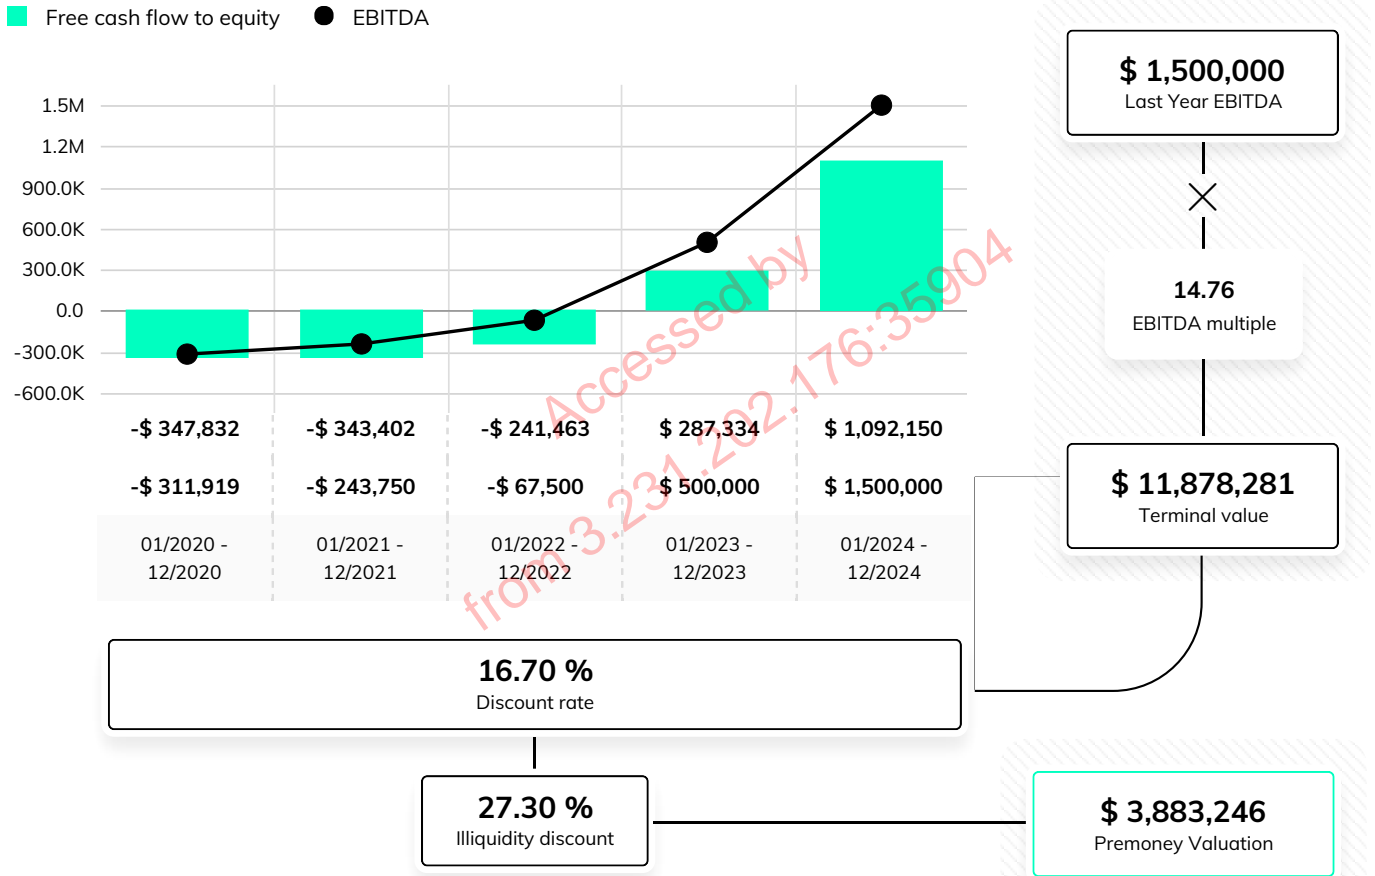 Free cash flow to equity
EBITDA
1.5M
1.2M
900.0K
600.0K
300.0K
0.0
-300.0K
-600.0K
-$ 347,832
-$ 343,402
-$ 241,463
$ 287,334
$ 1,092,150
-$ 311,919
-$ 243,750
-$ 67,500
$ 500,000
$ 1,500,000
01/2020 -
12/2020
01/2021 -
12/2021
01/2022 -
12/2022
01/2023 -
12/2023
01/2024 -
12/2024
Accessed by
from 3.231.202.176:35904
$ 1,500,000
Last Year EBITDA
14.76
EBITDA multiple
$ 11,878,281
Terminal value
16.70 %
Discount rate
27.30 %
Illiquidity discount
$ 3,883,246
Premoney Valuation